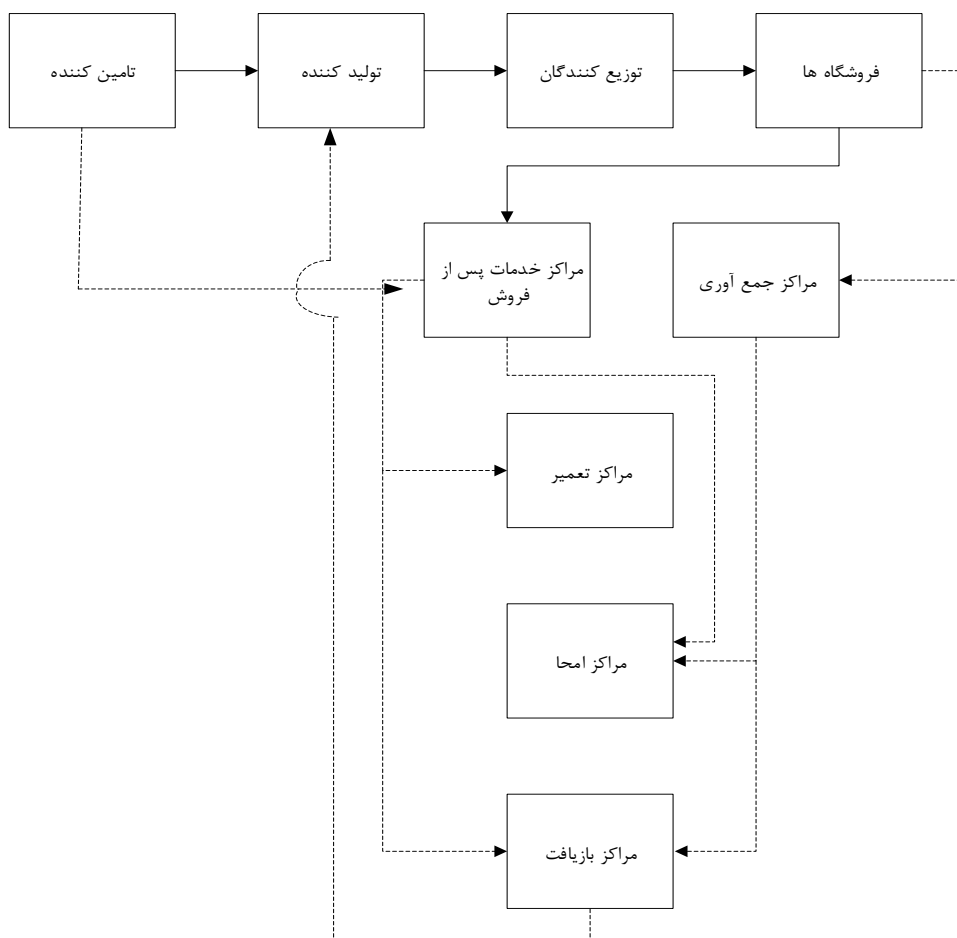 تامین کننده
تولید کننده
توزیع کنندگان
فروشگاه ها
مراکز خدمات پس از
فروش
مراکز جمع آوری
مراکز تعمیر
مراکز امحا
مراکز بازیافت